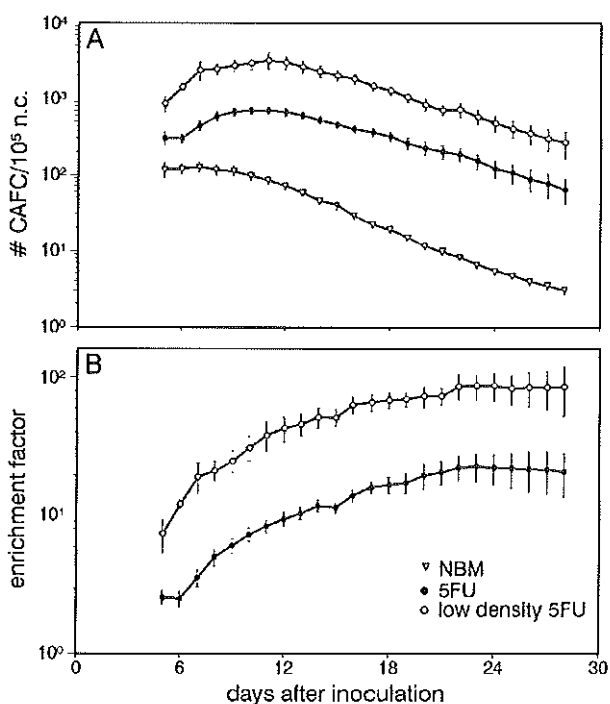 A
10⁴
10³
10²
10¹
10⁰
# CAFC/10⁵ n.c.
B
10²
10¹
10⁰
enrichment factor
NBM
5FU
low density 5FU
0 6 12 18 24 30
days after inoculation